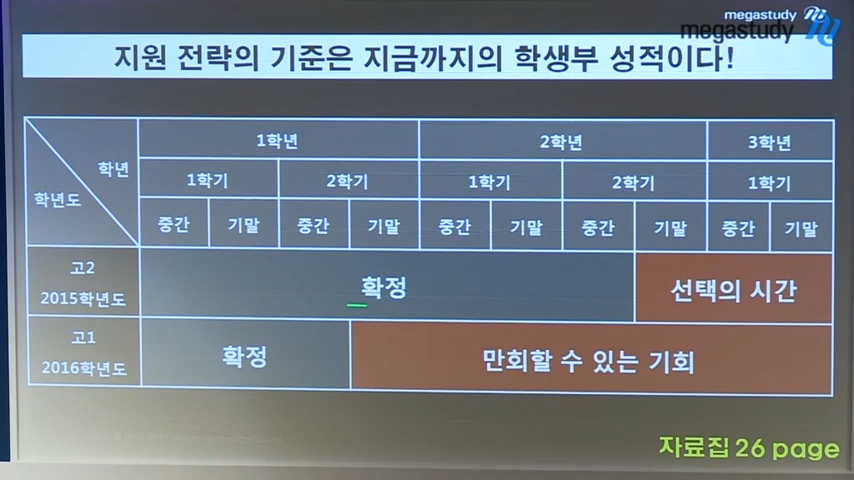 megastudy
megastudy
지원 전략의 기준은 지금까지의 학생부 성적이다!
학년
학년도
1학년 2학년 3학년
1학기 2학기 1학기 2학기 1학기
중간 기말 중간 기말 중간 기말 중간 기말 중간 기말
고2
2015학년도
확정 선택의 시간
고1
2016학년도
확정 만회할 수 있는 기회
자료집 26 page